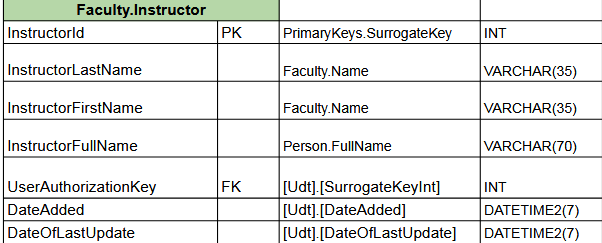 Faculty.Instructor
InstructorId PK PrimaryKeys.SurrogateKey INT
InstructorLastName Faculty.Name VARCHAR(35)
InstructorFirstName Faculty.Name VARCHAR(35)
InstructorFullName Person.FullName VARCHAR(70)
UserAuthorizationKey FK [Udt].[SurrogateKeyInt] INT
DateAdded [Udt].[DateAdded] DATETIME2(7)
DateOfLastUpdate [Udt].[DateOfLastUpdate] DATETIME2(7)